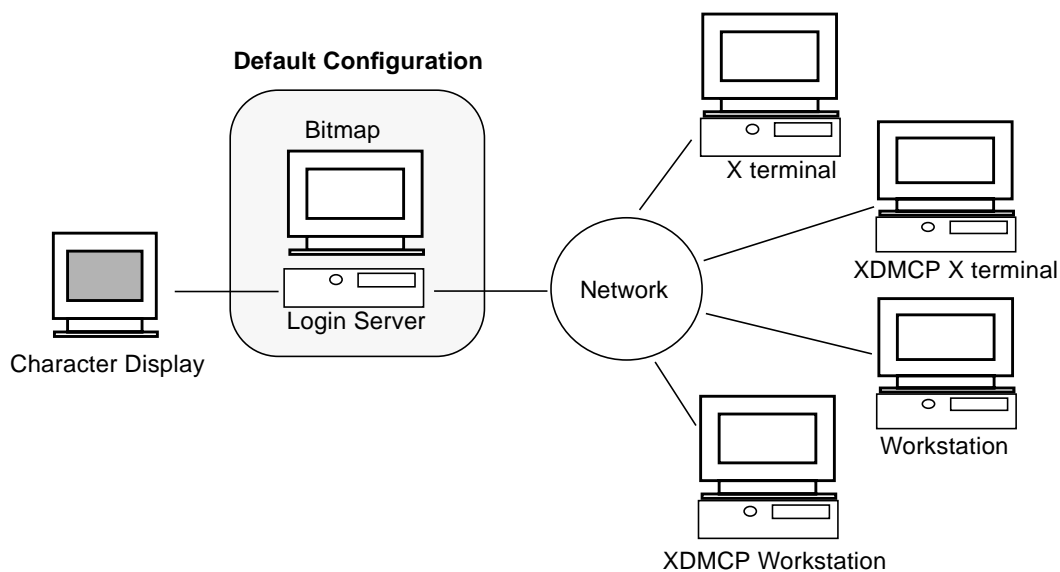 Default Configuration
Bitmap
X terminal
XDMCP X terminal
Network
Login Server
Character Display
Workstation
XDMCP Workstation